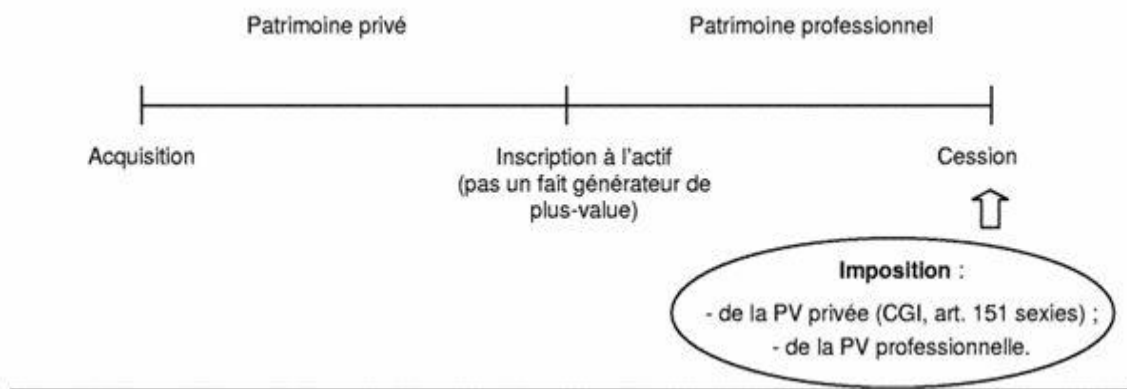 Patrimoine privé
Patrimoine professionnel
Acquisition
Inscription à l'actif
(pas un fait générateur de
plus-value)
Cession
Imposition :
- de la PV privée (CGI, art. 151 sexies) ;
- de la PV professionnelle.